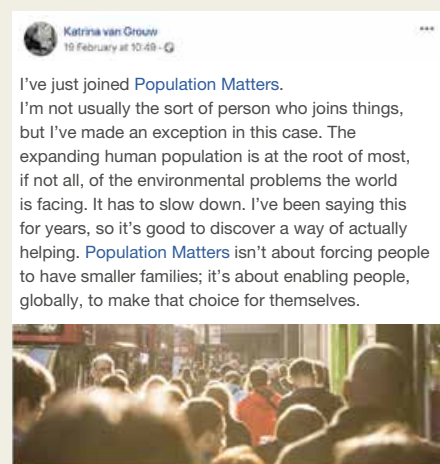 Katrina van Grouw
19 February at 10:49 ·
I've just joined Population Matters.
I'm not usually the sort of person who joins things,
but I've made an exception in this case. The
expanding human population is at the root of most,
if not all, of the environmental problems the world
is facing. It has to slow down. I've been saying this
for years, so it's good to discover a way of actually
helping. Population Matters isn't about forcing people
to have smaller families; it's about enabling people,
globally, to make that choice for themselves.